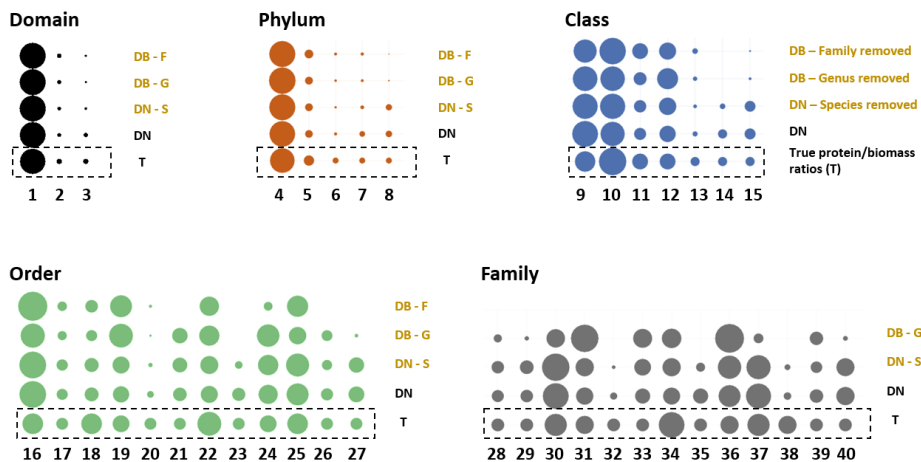 Domain
DB - F
DB - G
DN - S
DN
T
1 2 3
Phylum
DB - F
DB - G
DN - S
DN
T
4 5 6 7 8
Class
DB – Family removed
DB – Genus removed
DN – Species removed
DN
True protein/biomass
ratios (T)
9 10 11 12 13 14 15
Order
DB - F
DB - G
DN - S
DN
T
16 17 18 19 20 21 22 23 24 25 26 27
Family
DB - G
DN - S
DN
T
28 29 30 31 32 33 34 35 36 37 38 39 40